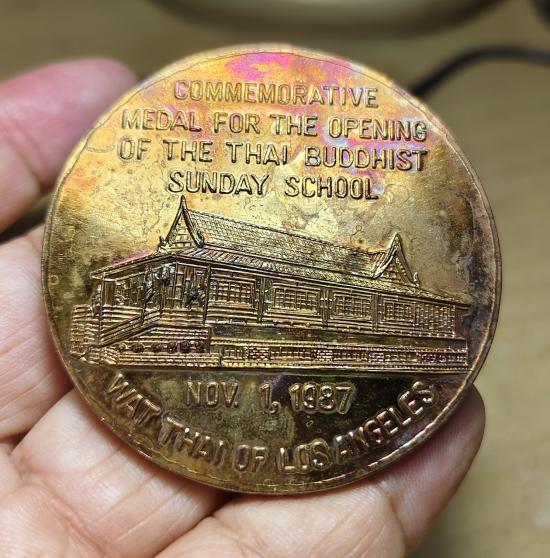 COMMEMORATIVE
MEDAL FOR THE OPENING
OF THE THAI BUDDHIST
SUNDAY SCHOOL
NOV. 1, 1987
WAT THAI OF LOS ANGELES